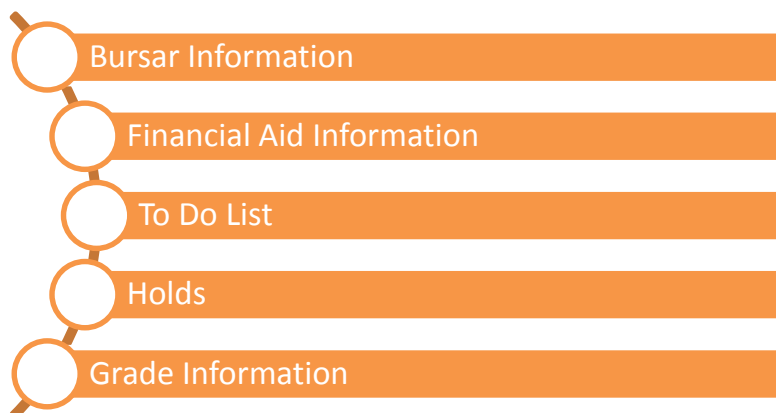 Bursar Information
Financial Aid Information
To Do List
Holds
Grade Information